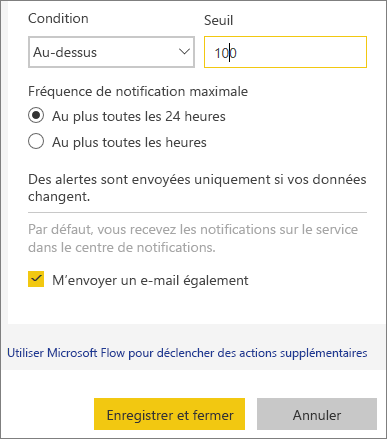 Condition
Seuil
Au-dessus
100
Fréquence de notification maximale
Au plus toutes les 24 heures
Au plus toutes les heures
Des alertes sont envoyées uniquement si vos données
changent.
Par défaut, vous recevez les notifications sur le service
dans le centre de notifications.
M’envoyer un e-mail également
Utiliser Microsoft Flow pour déclencher des actions supplémentaires
Enregistrer et fermer
Annuler